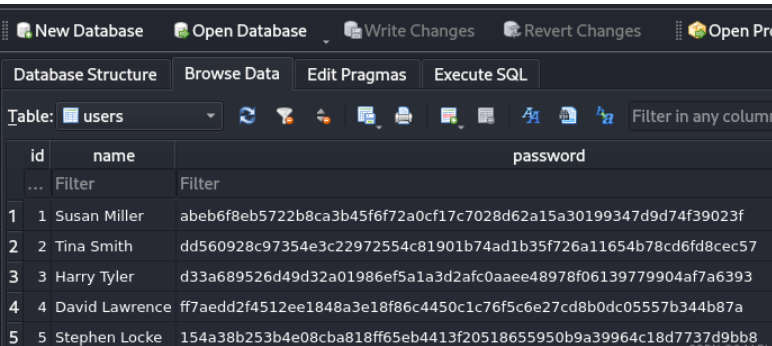 New Database Open Database Write Changes Revert Changes Open Pro
Database Structure Browse Data Edit Pragmas Execute SQL
Table: users Filter in any column
id name password
... Filter Filter
1 1 Susan Miller abeb6f8eb5722b8ca3b45f6f72a0cf17c7028d62a15a30199347d9d74f39023f
2 2 Tina Smith dd560928c97354e3c22972554c81901b74ad1b35f726a11654b78cd6fd8cec57
3 3 Harry Tyler d33a689526d49d32a01986ef5a1a3d2afc0aaee48978f06139779904af7a6393
4 4 David Lawrence ff7aedd2f4512ee1848a3e18f86c4450c1c76f5c6e27cd8b0dc05557b344b87a
5 5 Stephen Locke 154a38b253b4e08cba818ff65eb4413f20518655950b9a39964c18d7737d9bb8